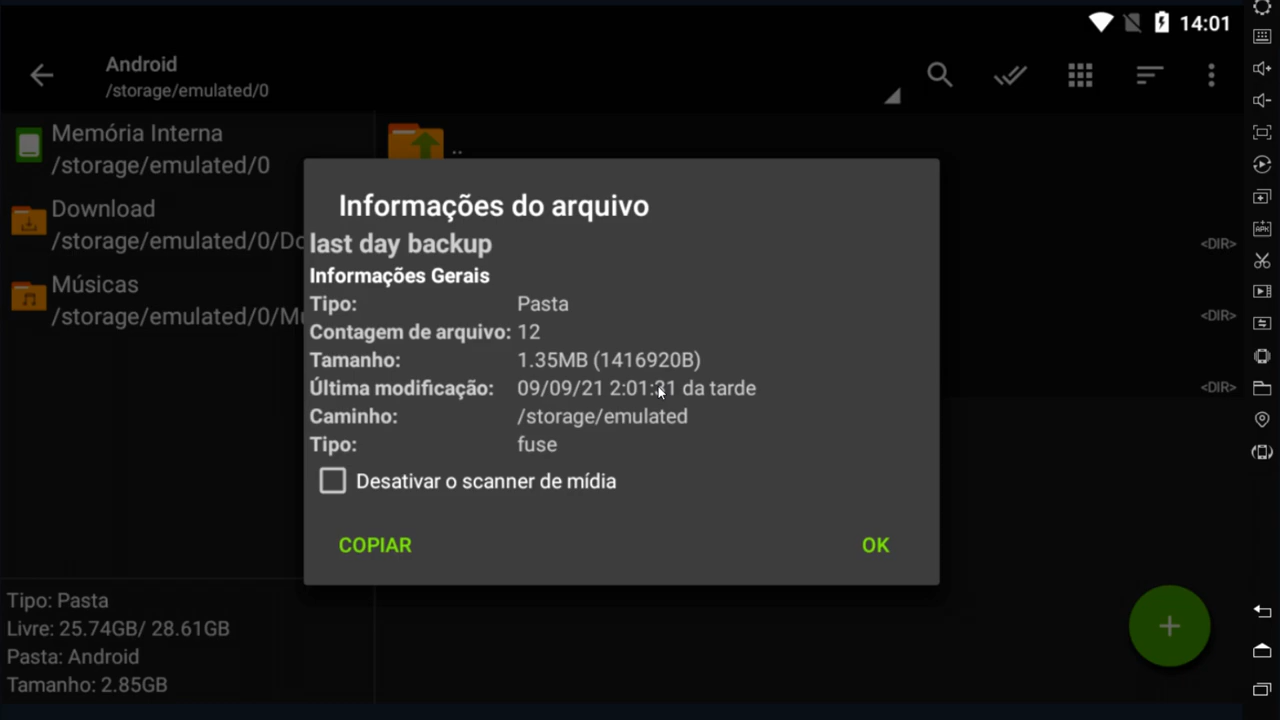 14:01
Android
/storage/emulated/0
Memória Interna
/storage/emulated/0
Download
/storage/emulated/0/Do
Músicas
/storage/emulated/0/Mú
..
<DIR>
<DIR>
<DIR>
Informações do arquivo
last day backup
Informações Gerais
Tipo: Pasta
Contagem de arquivo: 12
Tamanho: 1.35MB (1416920B)
Última modificação: 09/09/21 2:01:31 da tarde
Caminho: /storage/emulated
Tipo: fuse
Desativar o scanner de mídia
COPIAR OK
Tipo: Pasta
Livre: 25.74GB/ 28.61GB
Pasta: Android
Tamanho: 2.85GB
APK